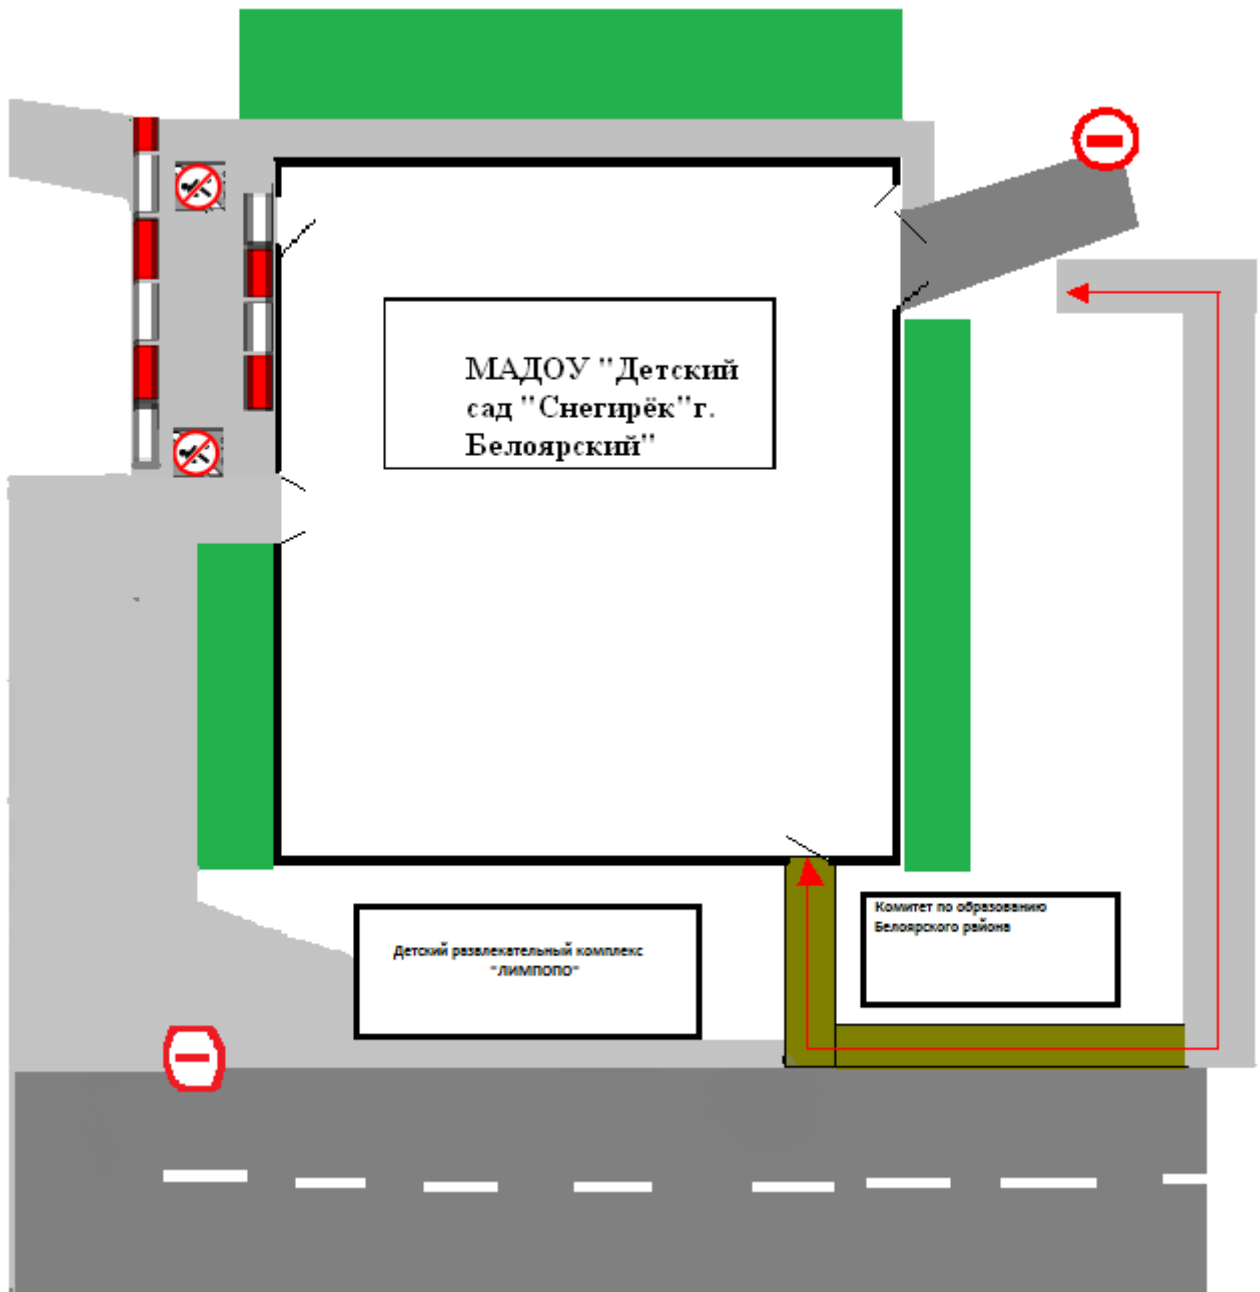 МАДОУ "Детский
сад "Снегирёк"г.
Белоярский"
Комитет по образованию
Белоярского района
Детский развлекательный комплекс
"ЛИМПОПО"